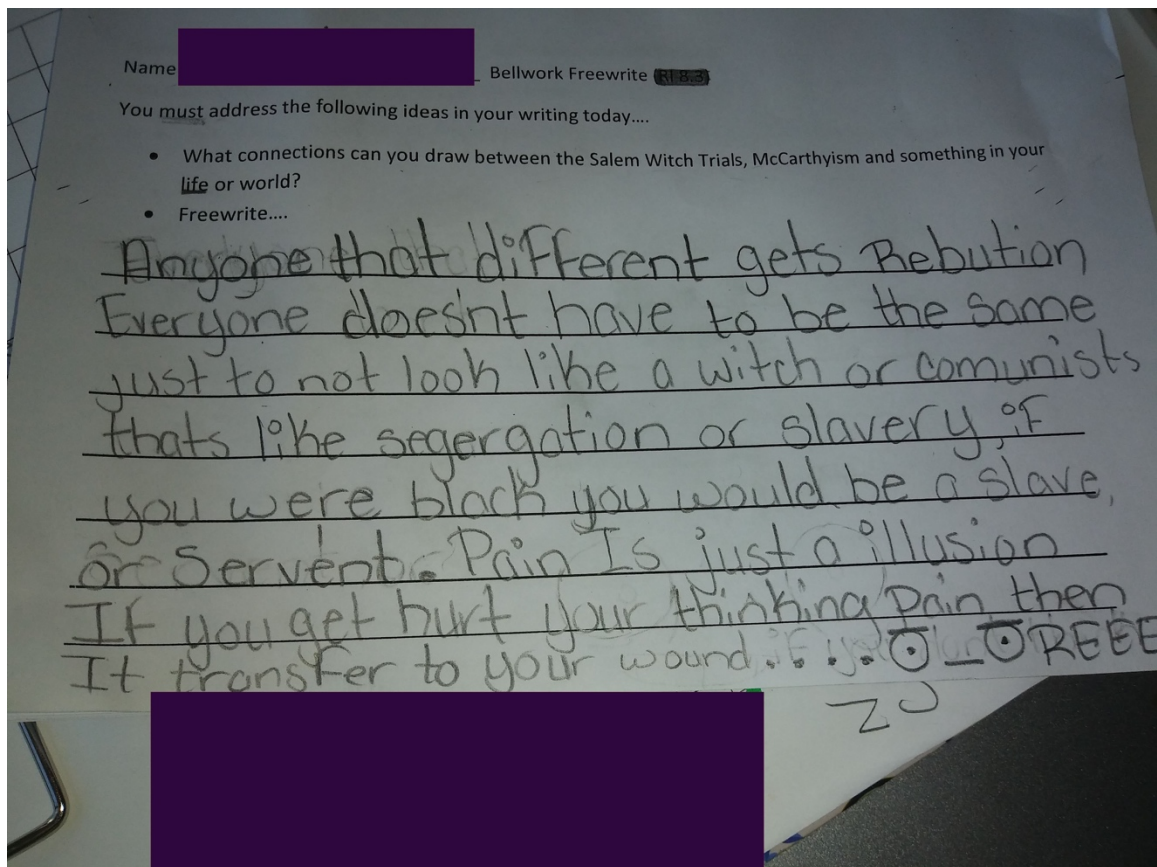 Name
Bellwork Freewrite (RI 8.3)
You must address the following ideas in your writing today....
• What connections can you draw between the Salem Witch Trials, McCarthyism and something in your
life or world?
• Freewrite....
Anyone that different gets Rebution
Everyone doesn't have to be the same
just to not look like a witch or comunists
thats like segergation or slavery, if
you were black you would be a slave,
or Servent. Pain Is just a illusion
If you get hurt your thinking pain then
It transfer to your wound.... ⊙_⊙ REEE